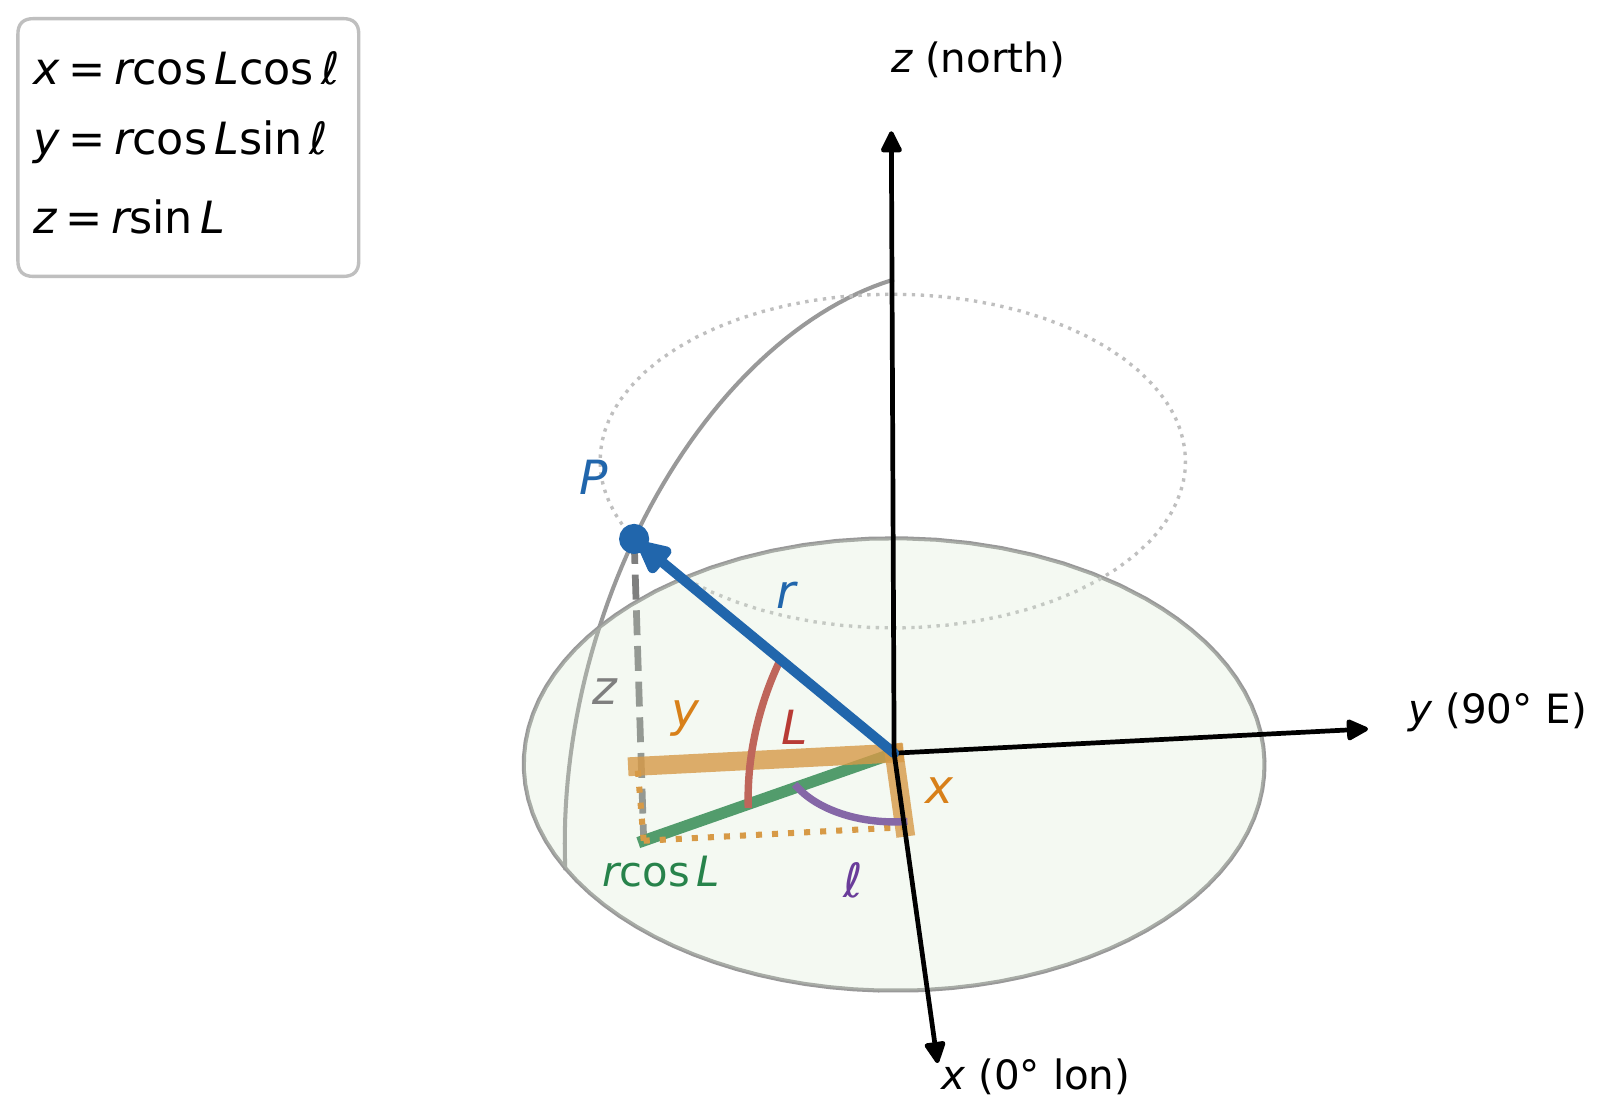 x = r cos L cos ℓ
y = r cos L sin ℓ
z = r sin L
z (north)
P
r
z
y
L
y (90° E)
x
r cos L
ℓ
x (0° lon)